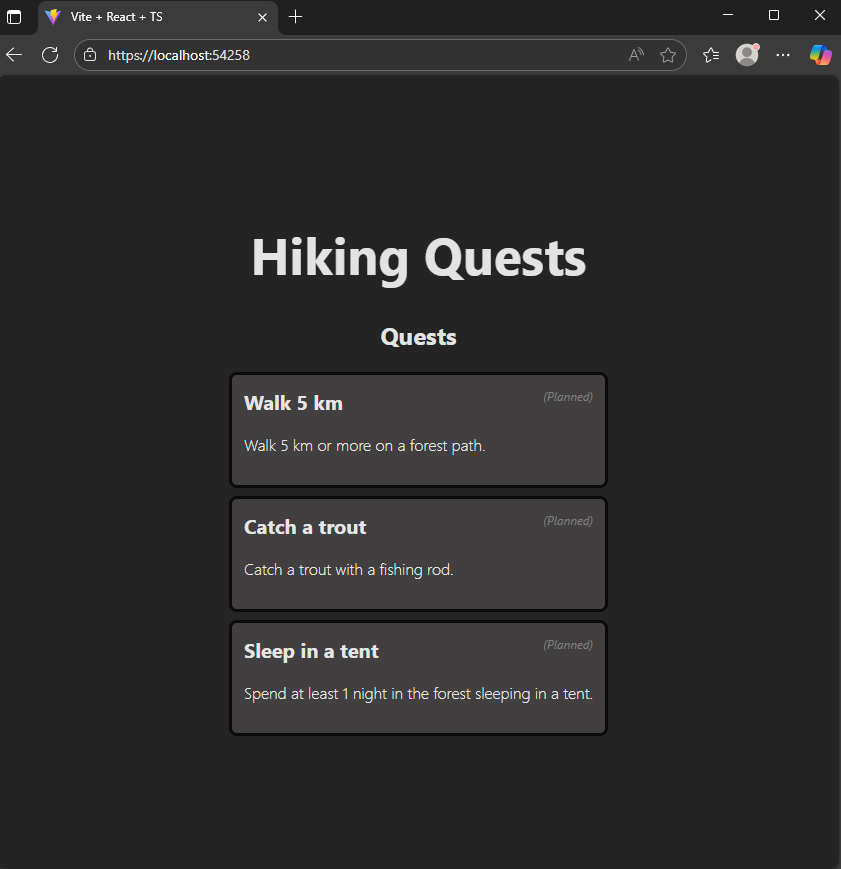 Vite + React + TS
https://localhost:54258
Hiking Quests
Quests
Walk 5 km
(Planned)
Walk 5 km or more on a forest path.
Catch a trout
(Planned)
Catch a trout with a fishing rod.
Sleep in a tent
(Planned)
Spend at least 1 night in the forest sleeping in a tent.